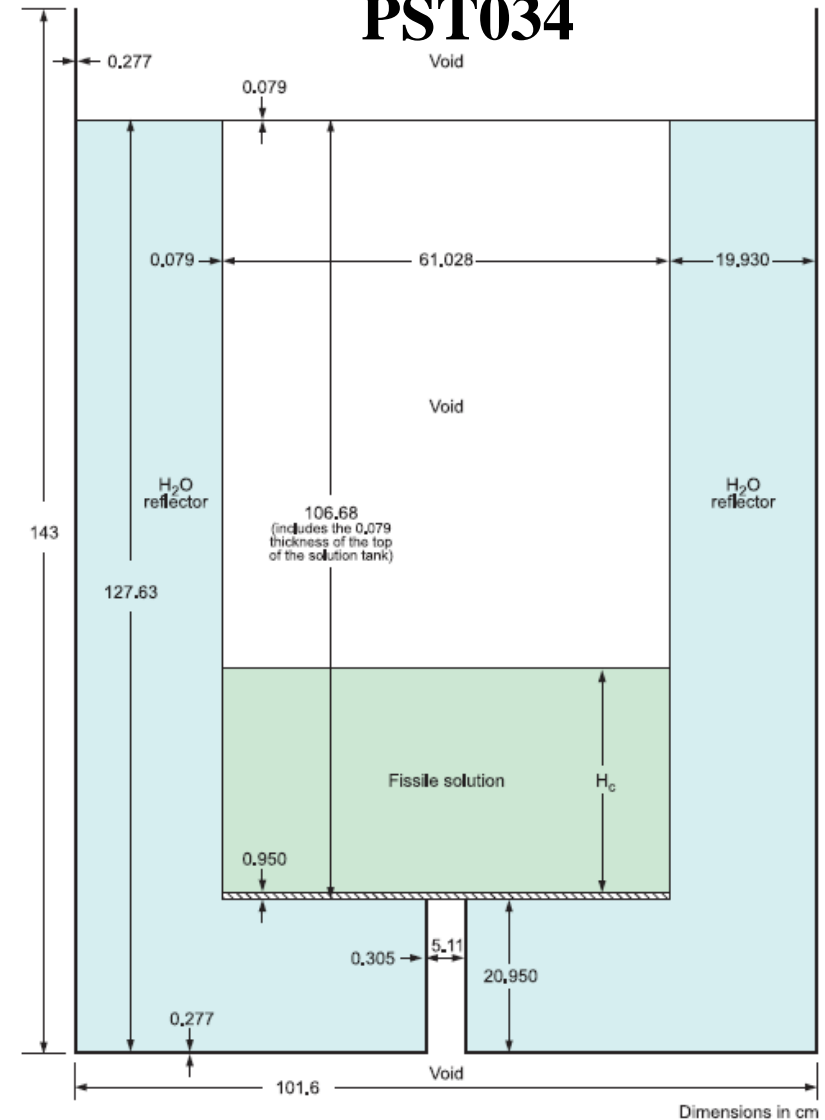 PST034
0.277
Void
0.079
0.079
61.028
19.930
Void
H₂O
reflector
H₂O
reflector
106.68
(includes the 0.079
thickness of the top
of the solution tank)
143
127.63
Fissile solution
Hc
0.950
5.11
0.305
20.950
0.277
Void
101.6
Dimensions in cm